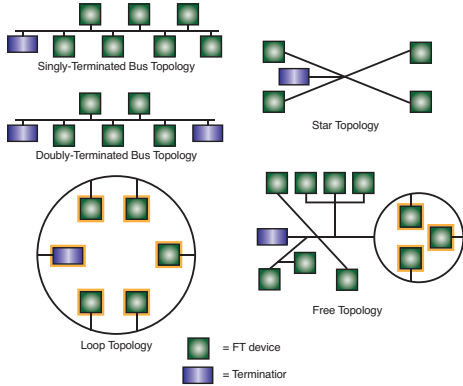 Singly-Terminated Bus Topology
Star Topology
Doubly-Terminated Bus Topology
Free Topology
Loop Topology
= FT device
= Terminatior